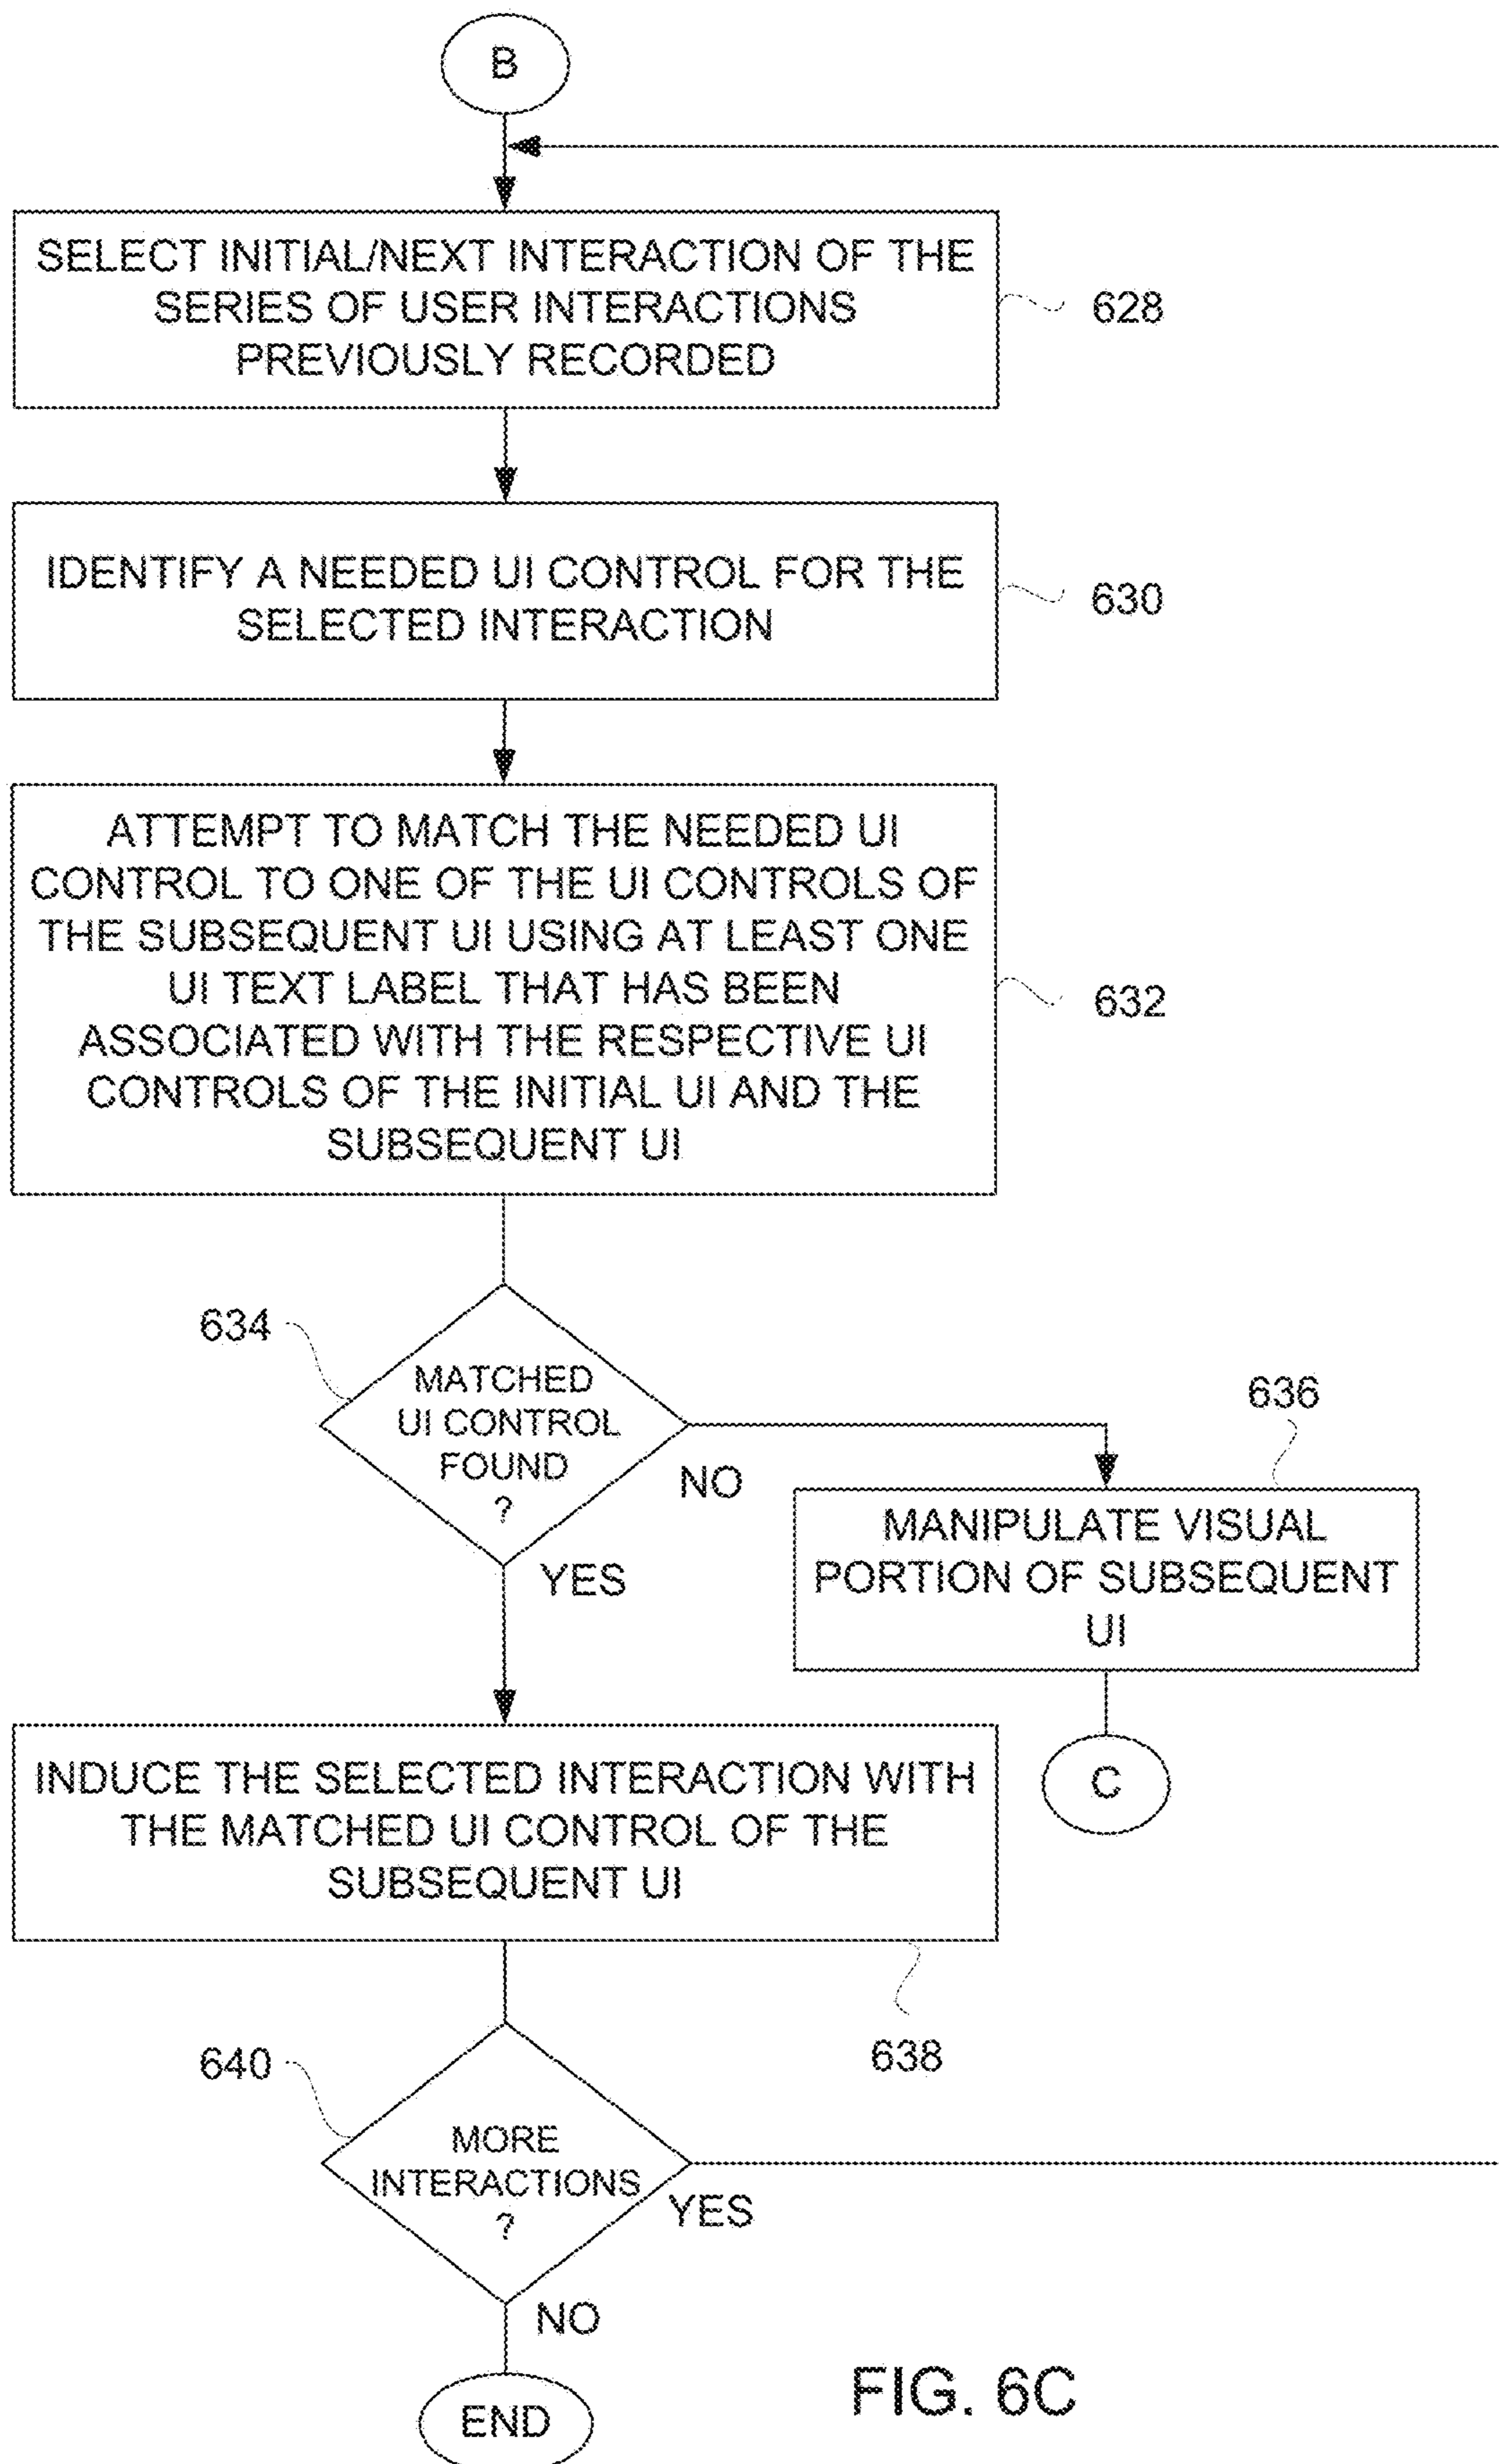 B
SELECT INITIAL/NEXT INTERACTION OF THE
SERIES OF USER INTERACTIONS
PREVIOUSLY RECORDED
628
IDENTIFY A NEEDED UI CONTROL FOR THE
SELECTED INTERACTION
630
ATTEMPT TO MATCH THE NEEDED UI
CONTROL TO ONE OF THE UI CONTROLS OF
THE SUBSEQUENT UI USING AT LEAST ONE
UI TEXT LABEL THAT HAS BEEN
ASSOCIATED WITH THE RESPECTIVE UI
CONTROLS OF THE INITIAL UI AND THE
SUBSEQUENT UI
632
634
MATCHED
UI CONTROL
FOUND
?
NO
YES
636
MANIPULATE VISUAL
PORTION OF SUBSEQUENT
UI
C
INDUCE THE SELECTED INTERACTION WITH
THE MATCHED UI CONTROL OF THE
SUBSEQUENT UI
638
640
MORE
INTERACTIONS
?
YES
NO
END
FIG. 6C